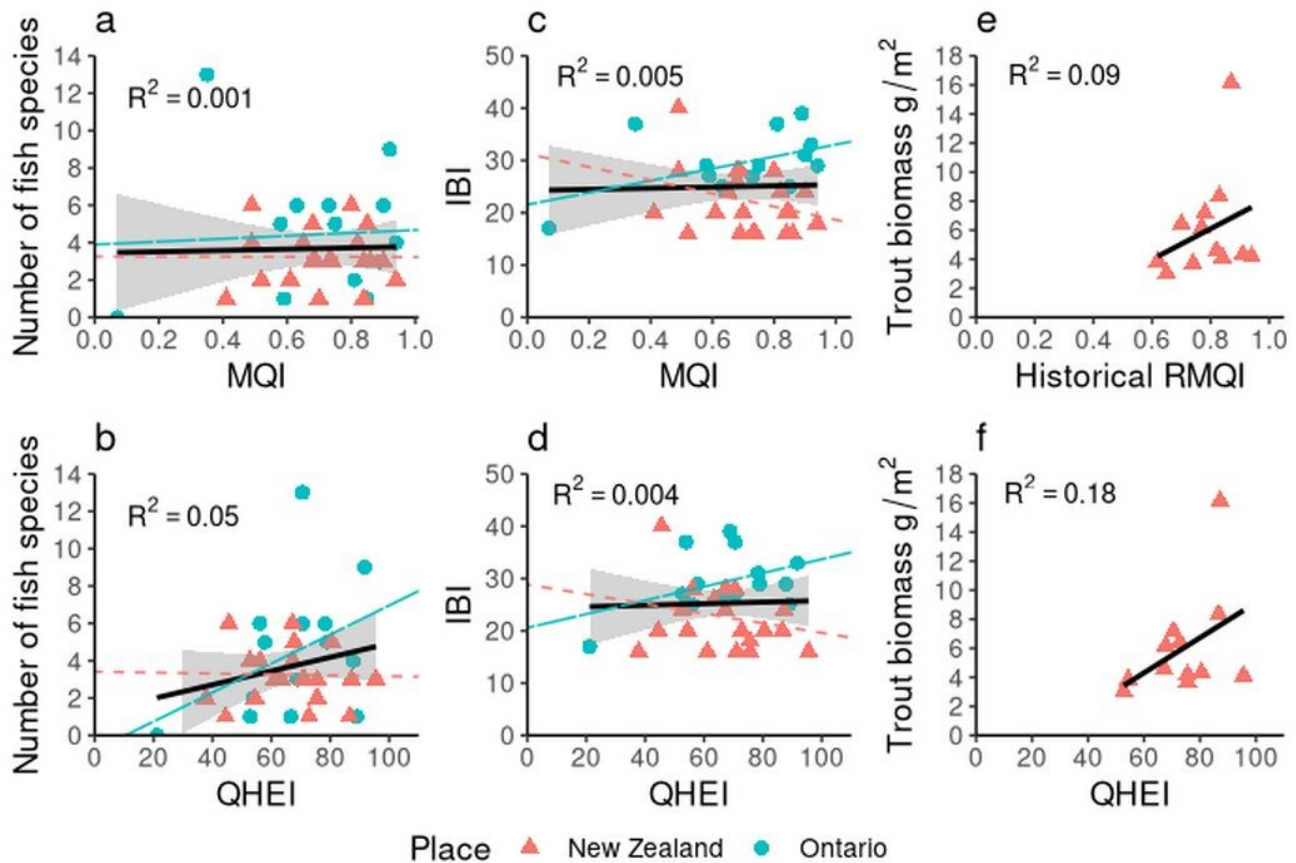 a
Number of fish species
14
12
10
8
6
4
2
0
R² = 0.001
0.0 0.2 0.4 0.6 0.8 1.0
MQI
c
IBI
50
40
30
20
10
0
R² = 0.005
0.0 0.2 0.4 0.6 0.8 1.0
MQI
e
Trout biomass g/m²
18
16
14
12
10
8
6
4
2
0
R² = 0.09
0.0 0.2 0.4 0.6 0.8 1.0
Historical RMQI
b
Number of fish species
14
12
10
8
6
4
2
0
R² = 0.05
0 20 40 60 80 100
QHEI
d
IBI
50
40
30
20
10
0
R² = 0.004
0 20 40 60 80 100
QHEI
f
Trout biomass g/m²
18
16
14
12
10
8
6
4
2
0
R² = 0.18
0 20 40 60 80 100
QHEI
Place New Zealand Ontario